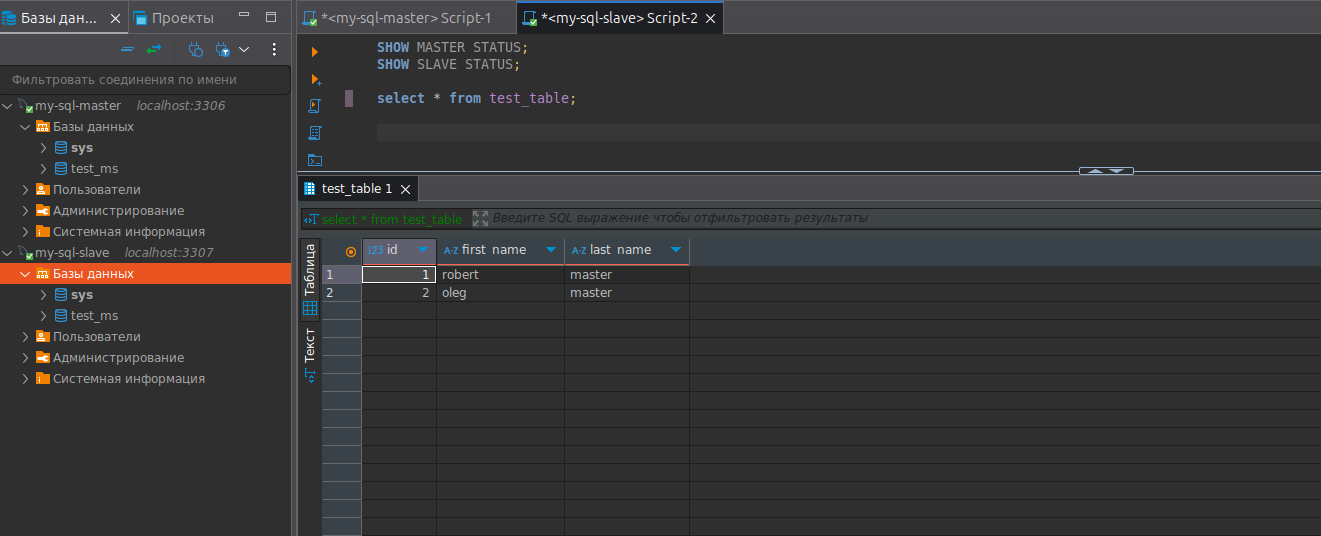 Базы дан...
Проекты
Фильтровать соединения по имени
my-sql-master localhost:3306
Базы данных
sys
test_ms
Пользователи
Администрирование
Системная информация
my-sql-slave localhost:3307
Базы данных
sys
test_ms
Пользователи
Администрирование
Системная информация
*<my-sql-master> Script-1
*<my-sql-slave> Script-2
SHOW MASTER STATUS;
SHOW SLAVE STATUS;
select * from test_table;
test_table 1
select * from test_table
Введите SQL выражение чтобы отфильтровать результаты
Таблица
Текст
123 id
A-Z first_name
A-Z last_name
1 1 robert master
2 2 oleg master